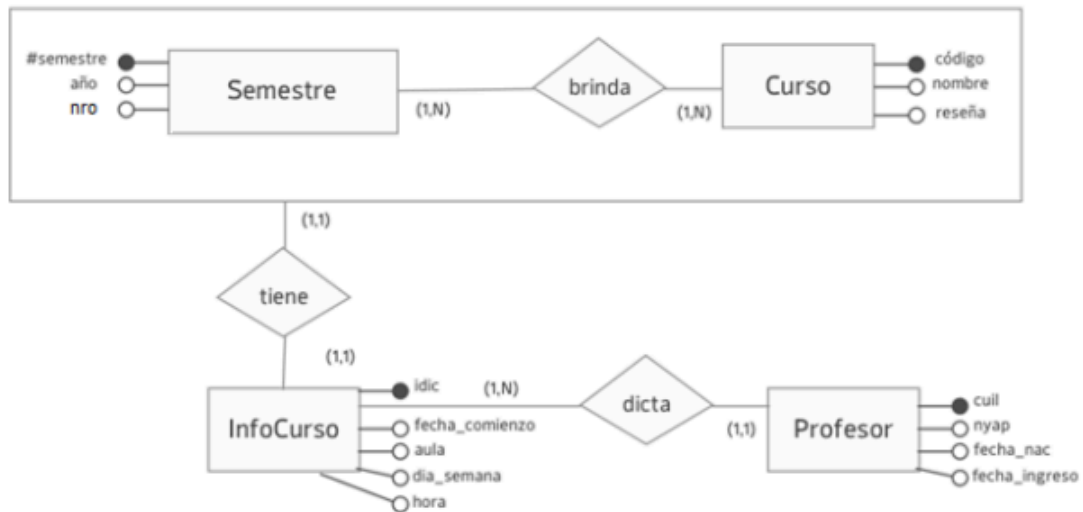 #semestre
año
nro
Semestre
(1,N)
brinda
(1,N)
Curso
código
nombre
reseña
(1,1)
tiene
(1,1)
InfoCurso
idic
fecha_comienzo
aula
dia_semana
hora
(1,N)
dicta
(1,1)
Profesor
cuil
nyap
fecha_nac
fecha_ingreso